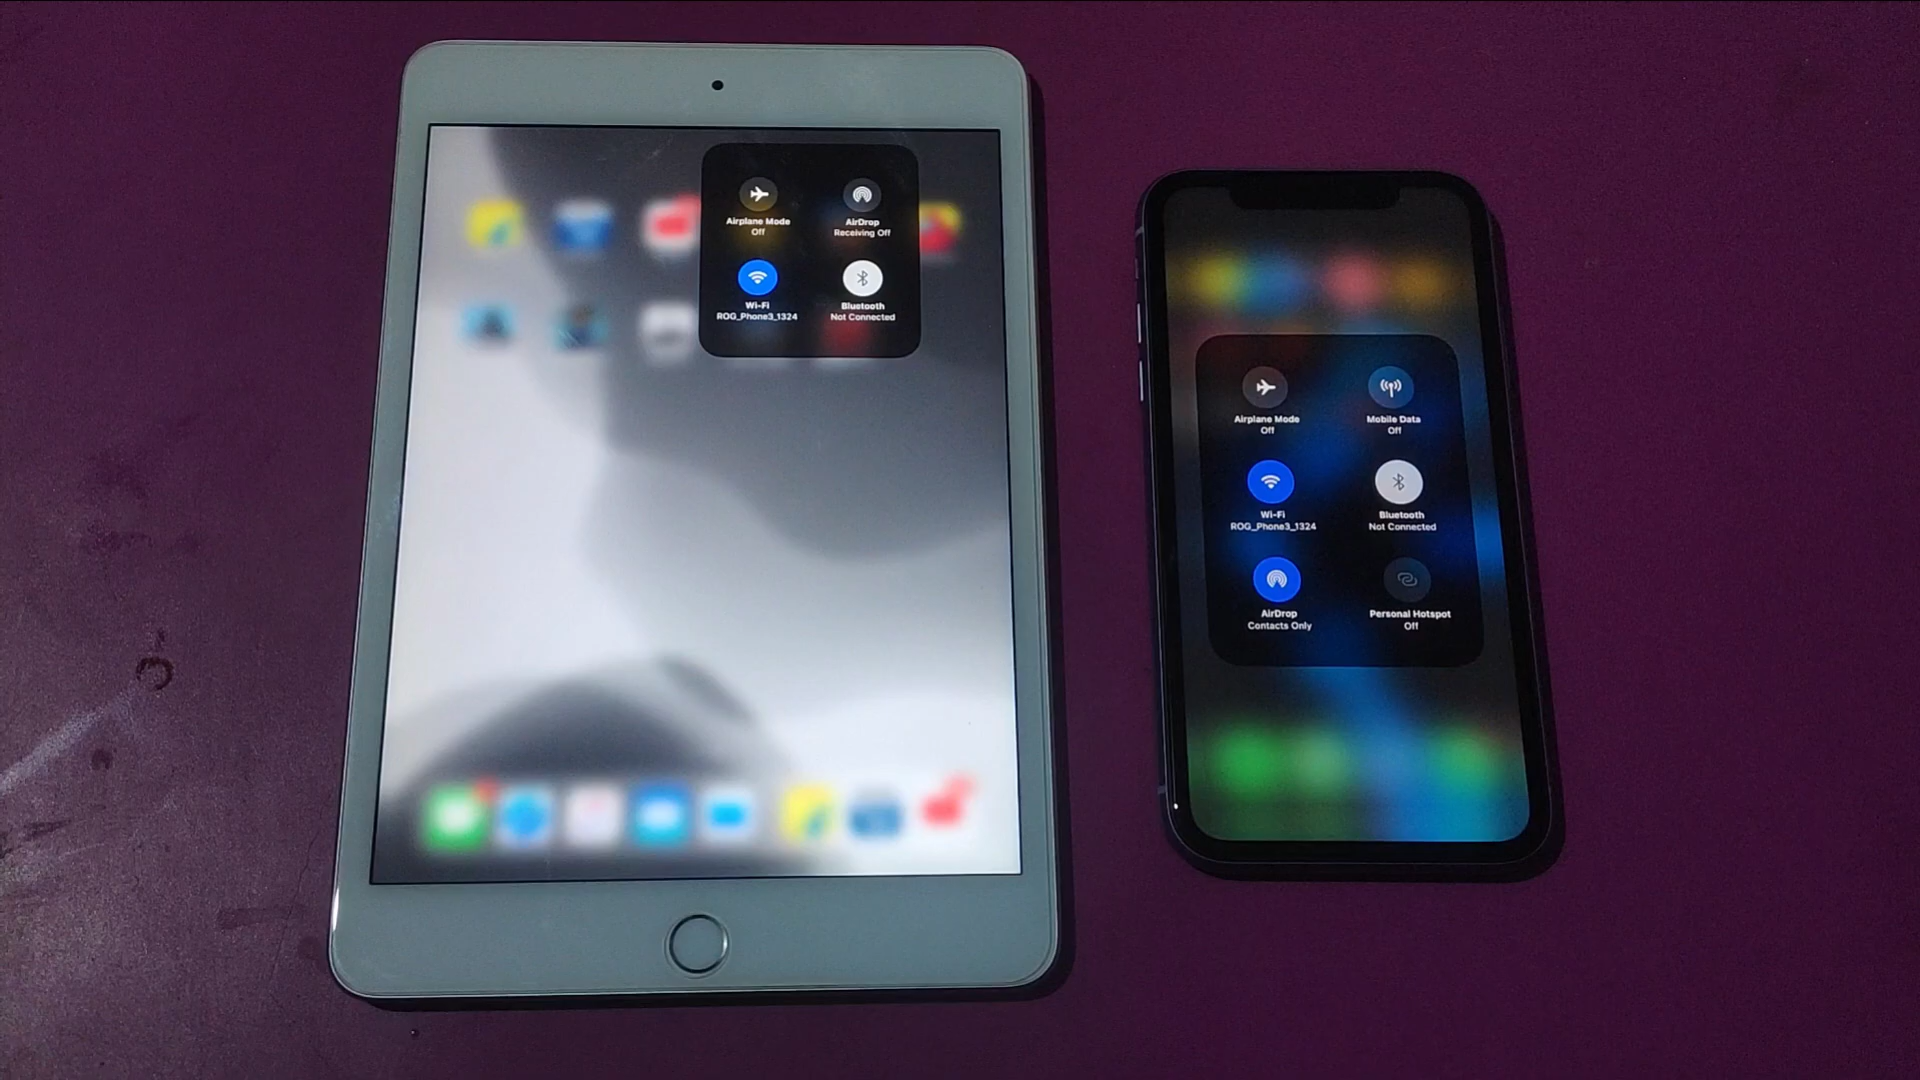 Airplane Mode
Off
AirDrop
Receiving Off
Wi-Fi
ROG_Phone3_1324
Bluetooth
Not Connected
Airplane Mode
Off
Mobile Data
Off
Wi-Fi
ROG_Phone3_1324
Bluetooth
Not Connected
AirDrop
Contacts Only
Personal Hotspot
Off